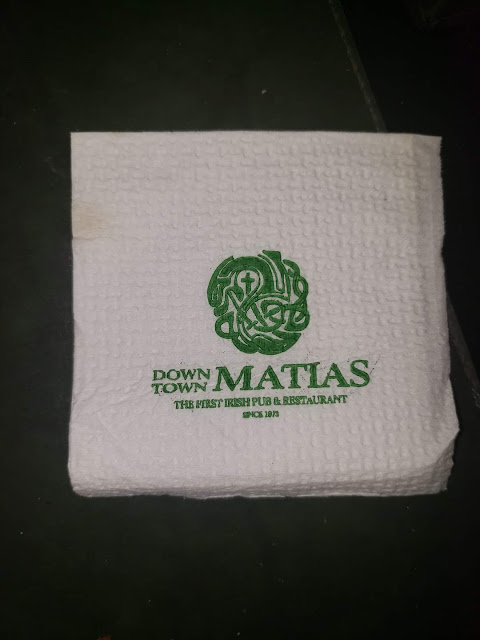 DOWN
TOWN MATIAS
THE FIRST IRISH PUB & RESTAURANT
SINCE 1973